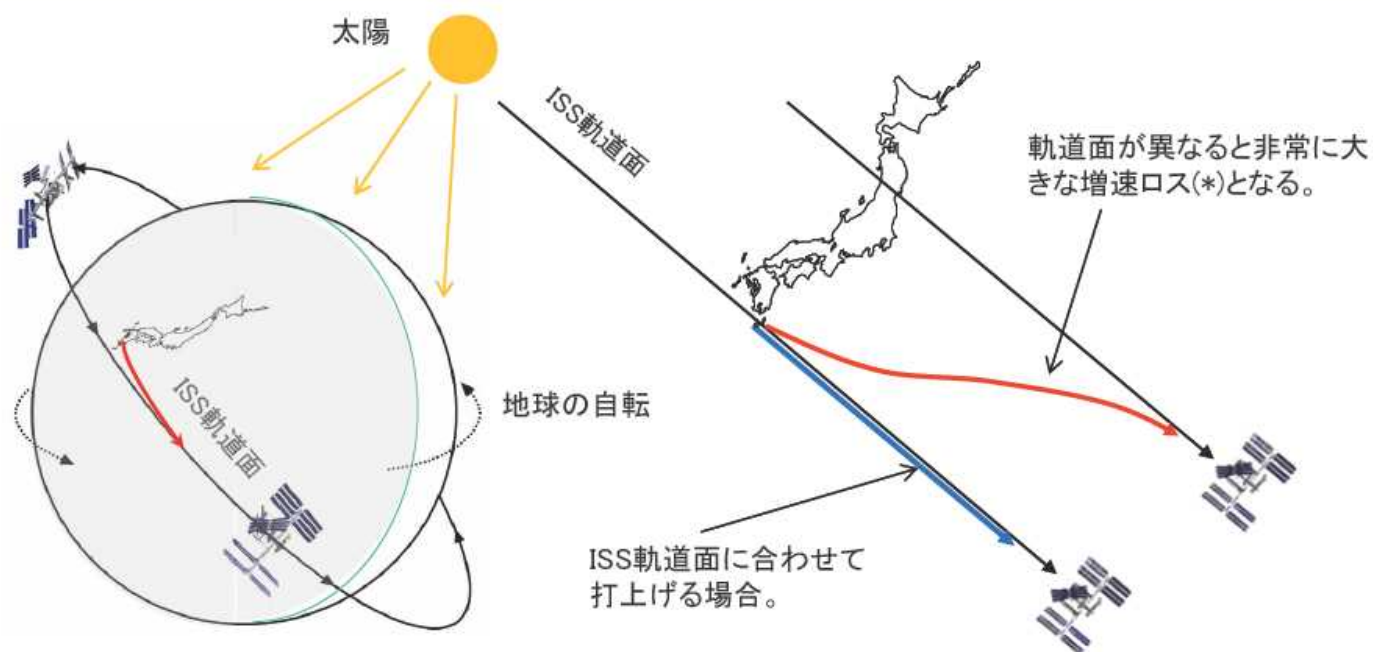 太陽
ISS軌道面
軌道面が異なると非常に大
きな増速ロス(*)となる。
ISS軌道面
地球の自転
ISS軌道面に合わせて
打上げる場合。